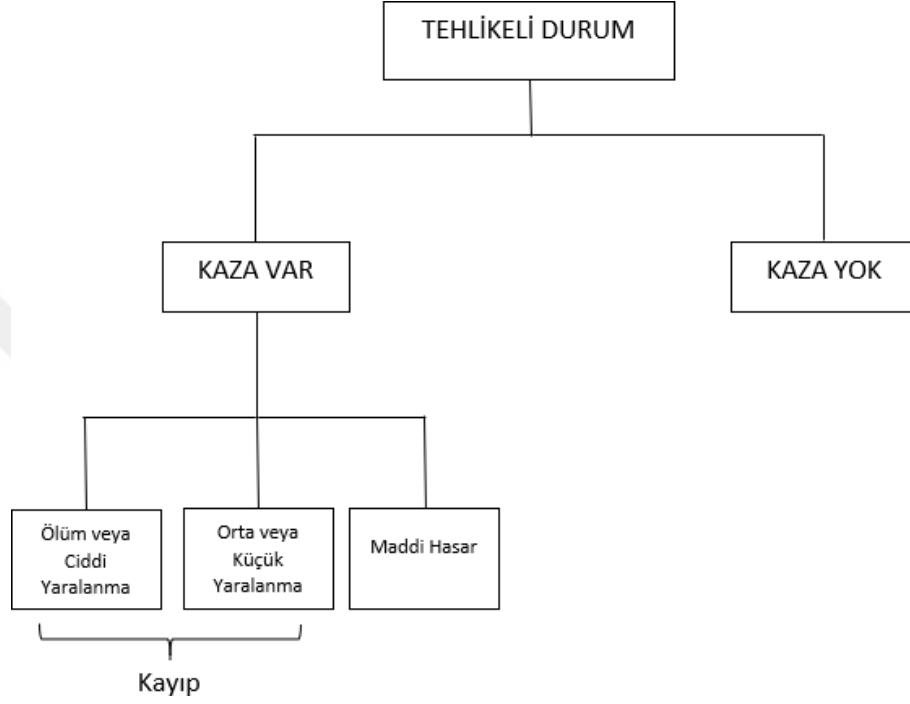 TEHLİKELİ DURUM
KAZA VAR
KAZA YOK
Ölüm veya
Ciddi
Yaralanma
Orta veya
Küçük
Yaralanma
Maddi Hasar
Kayıp